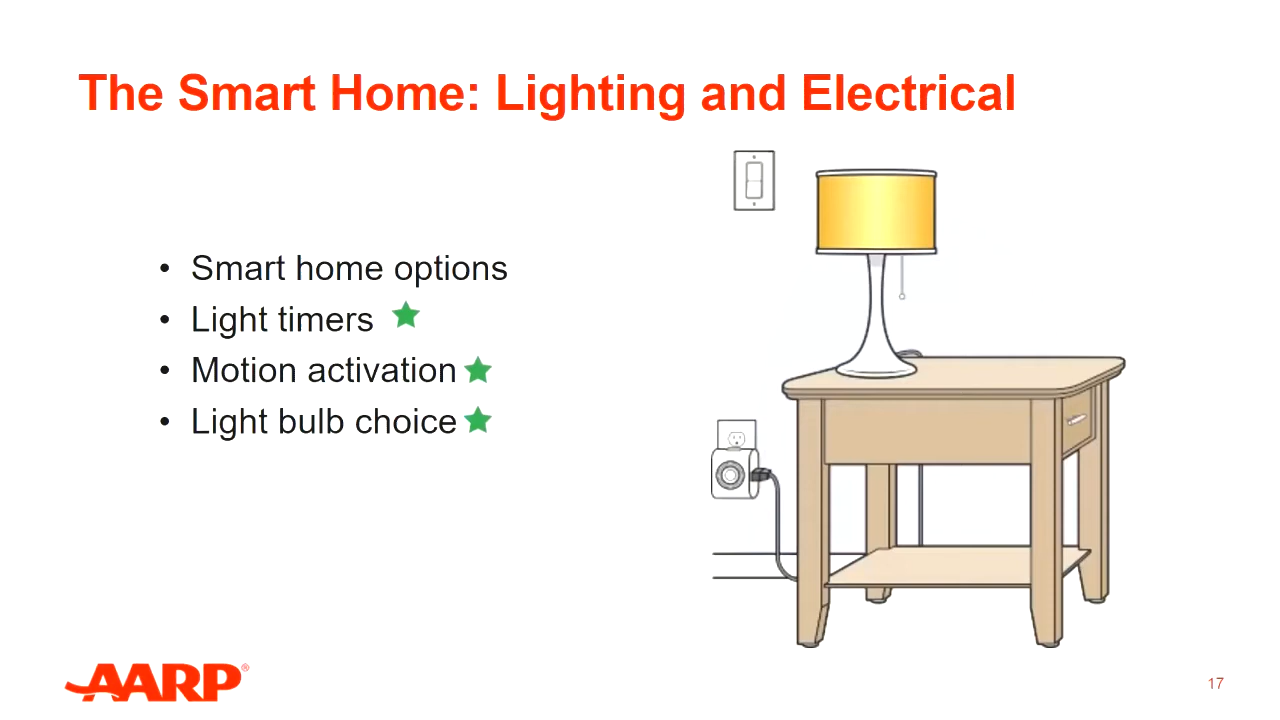 The Smart Home: Lighting and Electrical
• Smart home options
• Light timers
• Motion activation
• Light bulb choice
AARP®
17